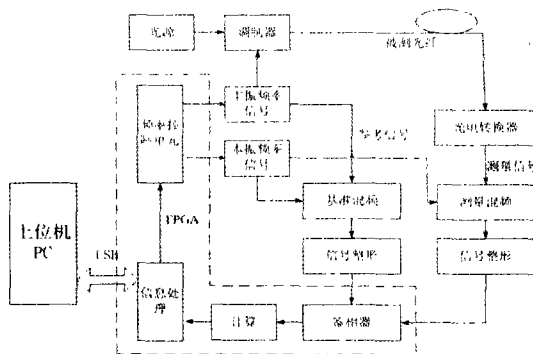 光源
调制器
被测光纤
主振频率
信号
频率控
制单元
本振频率
信号
参考信号
光电转换器
测量信号
基准混频
测量混频
上位机
PC
USB
FPGA
信号整形
信号整形
信息处
理
计算
鉴相器